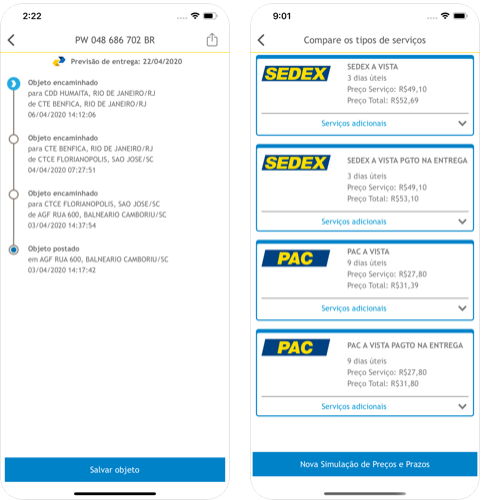 2:22
PW 048 686 702 BR
Previsão de entrega: 22/04/2020
Objeto encaminhado
para CDD HUMAITA, RIO DE JANEIRO/RJ
de CTE BENFICA, RIO DE JANEIRO/RJ
06/04/2020 14:12:06
Objeto encaminhado
para CTE BENFICA, RIO DE JANEIRO/RJ
de CTCE FLORIANOPOLIS, SAO JOSE/SC
04/04/2020 07:27:51
Objeto encaminhado
para CTCE FLORIANOPOLIS, SAO JOSE/SC
de AGF RUA 600, BALNEARIO CAMBORIU/SC
03/04/2020 14:37:54
Objeto postado
em AGF RUA 600, BALNEARIO CAMBORIU/SC
03/04/2020 14:17:42
Salvar objeto
9:01
Compare os tipos de serviços
SEDEX
SEDEX A VISTA
3 dias úteis
Preço Serviço: R$49,10
Preço Total: R$52,69
Serviços adicionais
SEDEX
SEDEX A VISTA PGTO NA ENTREGA
3 dias úteis
Preço Serviço: R$49,10
Preço Total: R$53,10
Serviços adicionais
PAC
PAC A VISTA
9 dias úteis
Preço Serviço: R$27,80
Preço Total: R$31,39
Serviços adicionais
PAC
PAC A VISTA PAGTO NA ENTREGA
9 dias úteis
Preço Serviço: R$27,80
Preço Total: R$31,80
Serviços adicionais
Nova Simulação de Preços e Prazos